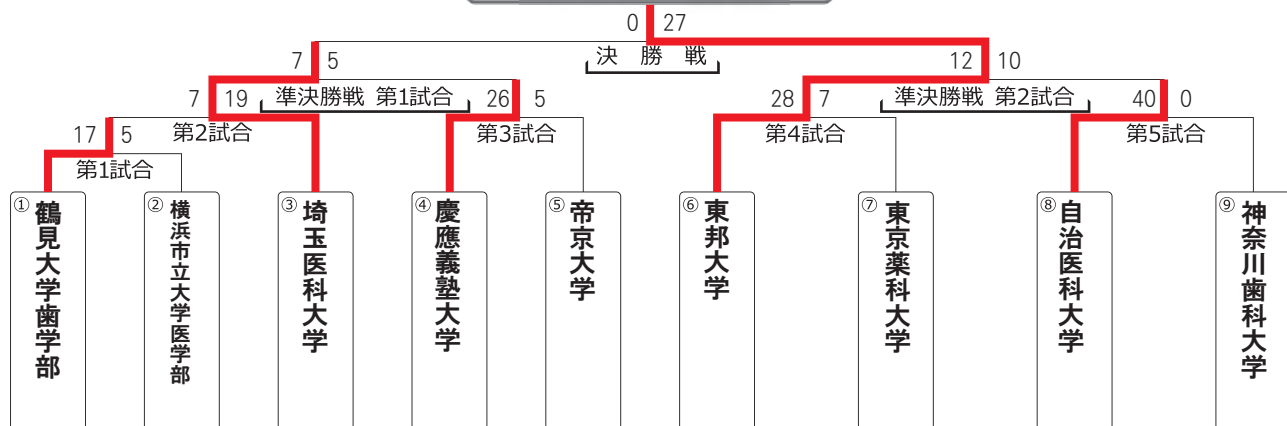 0 27
決 勝 戦
7 5
12 10
7 19
準決勝戦 第1試合
26 5
28 7
準決勝戦 第2試合
40 0
17 5
第2試合
第3試合
第4試合
第5試合
第1試合
① 鶴見大学歯学部
② 横浜市立大学医学部
③ 埼玉医科大学
④ 慶應義塾大学
⑤ 帝京大学
⑥ 東邦大学
⑦ 東京薬科大学
⑧ 自治医科大学
⑨ 神奈川歯科大学